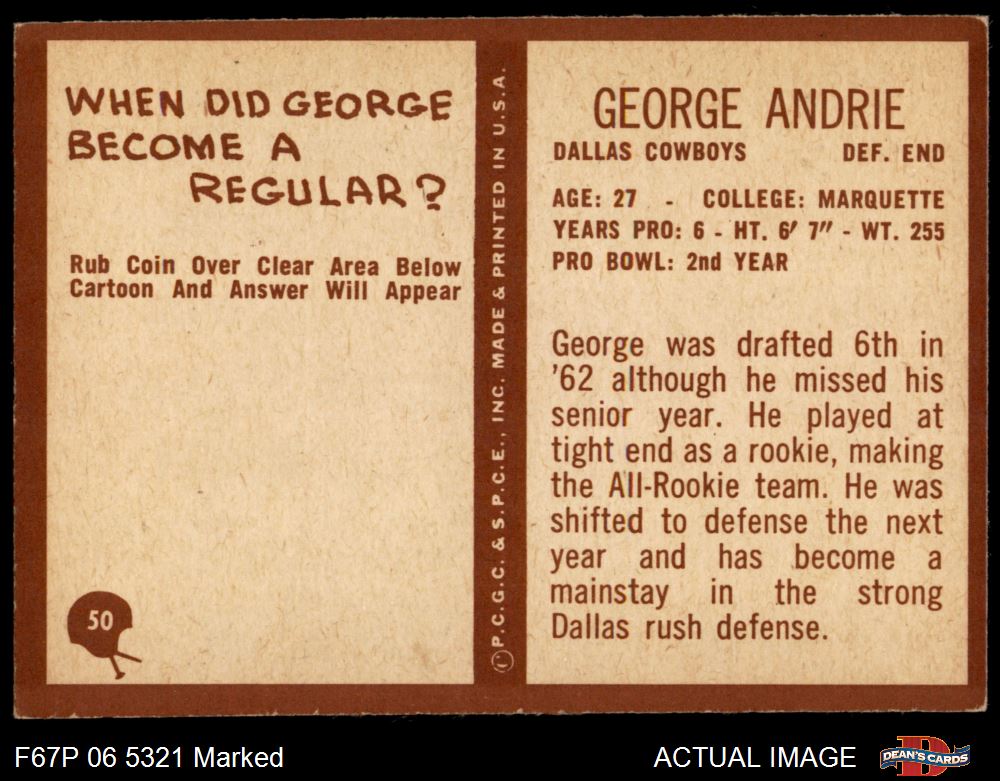 WHEN DID GEORGE
BECOME A
REGULAR?
Rub Coin Over Clear Area Below
Cartoon And Answer Will Appear
50
© P.C.G.C. & S.P.C.E., INC. MADE & PRINTED IN U.S.A.
GEORGE ANDRIE
DALLAS COWBOYS DEF. END
AGE: 27 - COLLEGE: MARQUETTE
YEARS PRO: 6 - HT. 6' 7" - WT. 255
PRO BOWL: 2nd YEAR
George was drafted 6th in
'62 although he missed his
senior year. He played at
tight end as a rookie, making
the All-Rookie team. He was
shifted to defense the next
year and has become a
mainstay in the strong
Dallas rush defense.
F67P 06 5321 Marked
ACTUAL IMAGE
D
DEAN'S CARDS